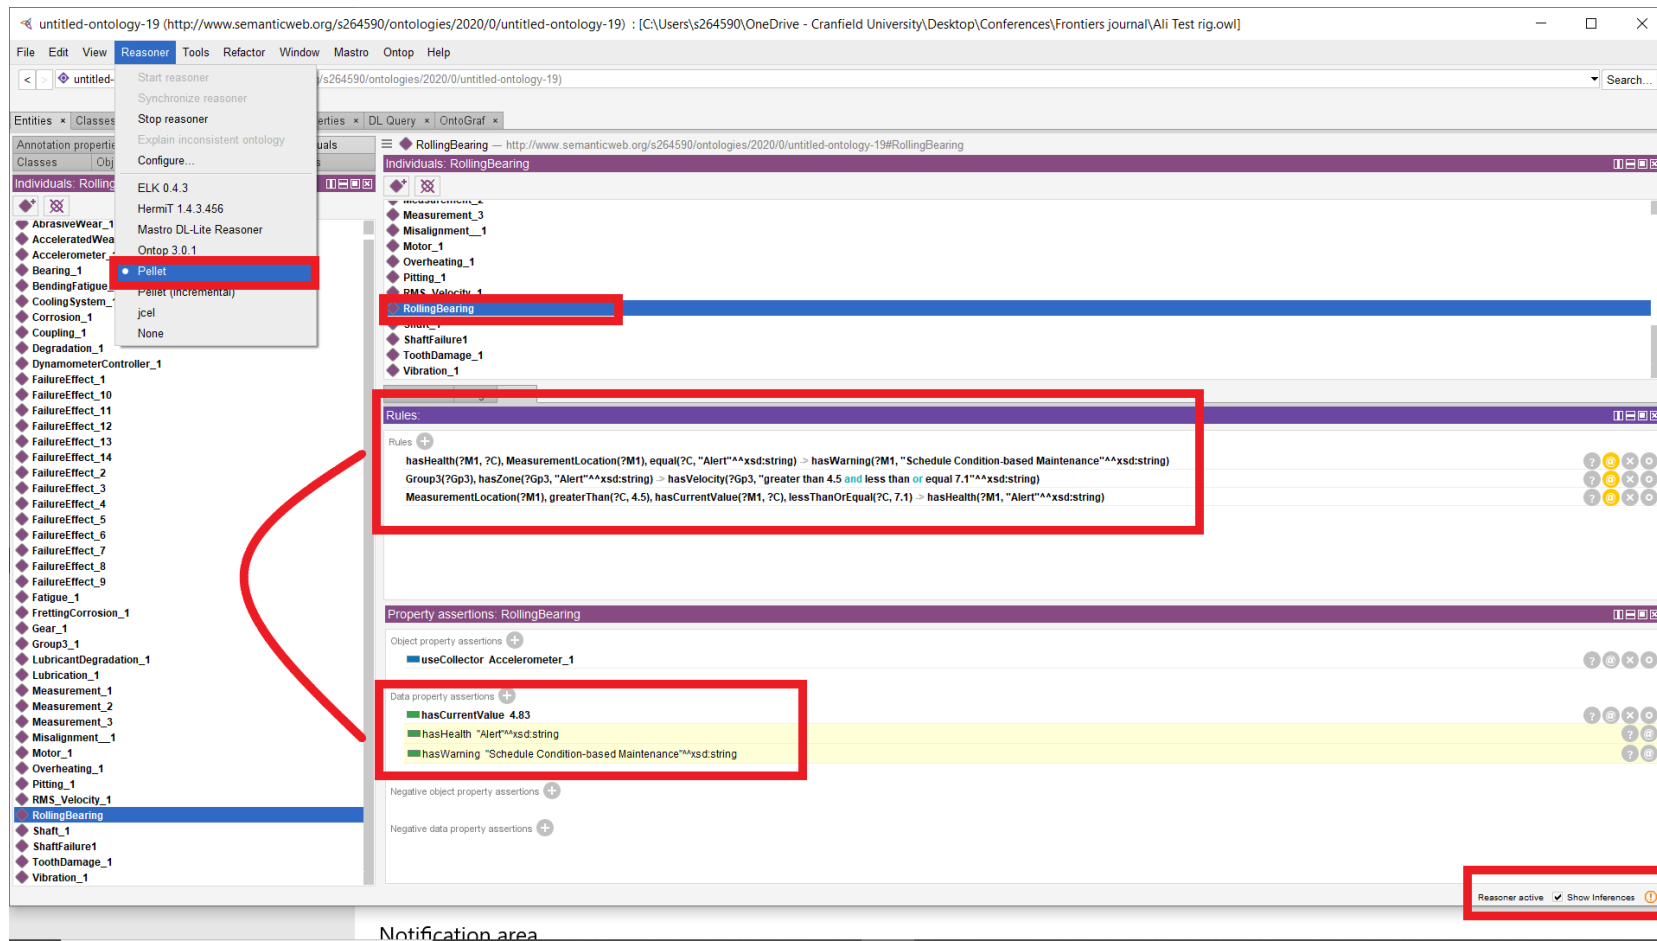 untitled-ontology-19 (http://www.semanticweb.org/s264590/ontologies/2020/0/untitled-ontology-19) : [C:\Users\s264590\OneDrive - Cranfield University\Desktop\Conferences\Frontiers journal\Ali Test rig.owl]
File Edit View Reasoner Tools Refactor Window Mastro Ontop Help
< > untitled- /s264590/ontologies/2020/0/untitled-ontology-19) Search...
Start reasoner
Synchronize reasoner
Stop reasoner
Explain inconsistent ontology
Configure...
ELK 0.4.3
HermiT 1.4.3.456
Mastro DL-Lite Reasoner
Ontop 3.0.1
Pellet
Pellet (Incremental)
jcel
None
Entities × Classes erties × DL Query × OntoGraf ×
Annotation propertie uals
Classes Obj s
Individuals: Rolling
AbrasiveWear_1
AcceleratedWea
Accelerometer_
Bearing_1
BendingFatigue_
CoolingSystem_
Corrosion_1
Coupling_1
Degradation_1
DynamometerController_1
FailureEffect_1
FailureEffect_10
FailureEffect_11
FailureEffect_12
FailureEffect_13
FailureEffect_14
FailureEffect_2
FailureEffect_3
FailureEffect_4
FailureEffect_5
FailureEffect_6
FailureEffect_7
FailureEffect_8
FailureEffect_9
Fatigue_1
FrettingCorrosion_1
Gear_1
Group3_1
LubricantDegradation_1
Lubrication_1
Measurement_1
Measurement_2
Measurement_3
Misalignment__1
Motor_1
Overheating_1
Pitting_1
RMS_Velocity_1
RollingBearing
Shaft_1
ShaftFailure1
ToothDamage_1
Vibration_1
RollingBearing — http://www.semanticweb.org/s264590/ontologies/2020/0/untitled-ontology-19#RollingBearing
Individuals: RollingBearing
Measurement_2
Measurement_3
Misalignment__1
Motor_1
Overheating_1
Pitting_1
RMS_Velocity_1
RollingBearing
Shaft_1
ShaftFailure1
ToothDamage_1
Vibration_1
Rules:
Rules
hasHealth(?M1, ?C), MeasurementLocation(?M1), equal(?C, "Alert"^^xsd:string) -> hasWarning(?M1, "Schedule Condition-based Maintenance"^^xsd:string)
Group3(?Gp3), hasZone(?Gp3, "Alert"^^xsd:string) -> hasVelocity(?Gp3, "greater than 4.5 and less than or equal 7.1"^^xsd:string)
MeasurementLocation(?M1), greaterThan(?C, 4.5), hasCurrentValue(?M1, ?C), lessThanOrEqual(?C, 7.1) -> hasHealth(?M1, "Alert"^^xsd:string)
Property assertions: RollingBearing
Object property assertions
useCollector Accelerometer_1
Data property assertions
hasCurrentValue 4.83
hasHealth "Alert"^^xsd:string
hasWarning "Schedule Condition-based Maintenance"^^xsd:string
Negative object property assertions
Negative data property assertions
Reasoner active Show Inferences
Notification area